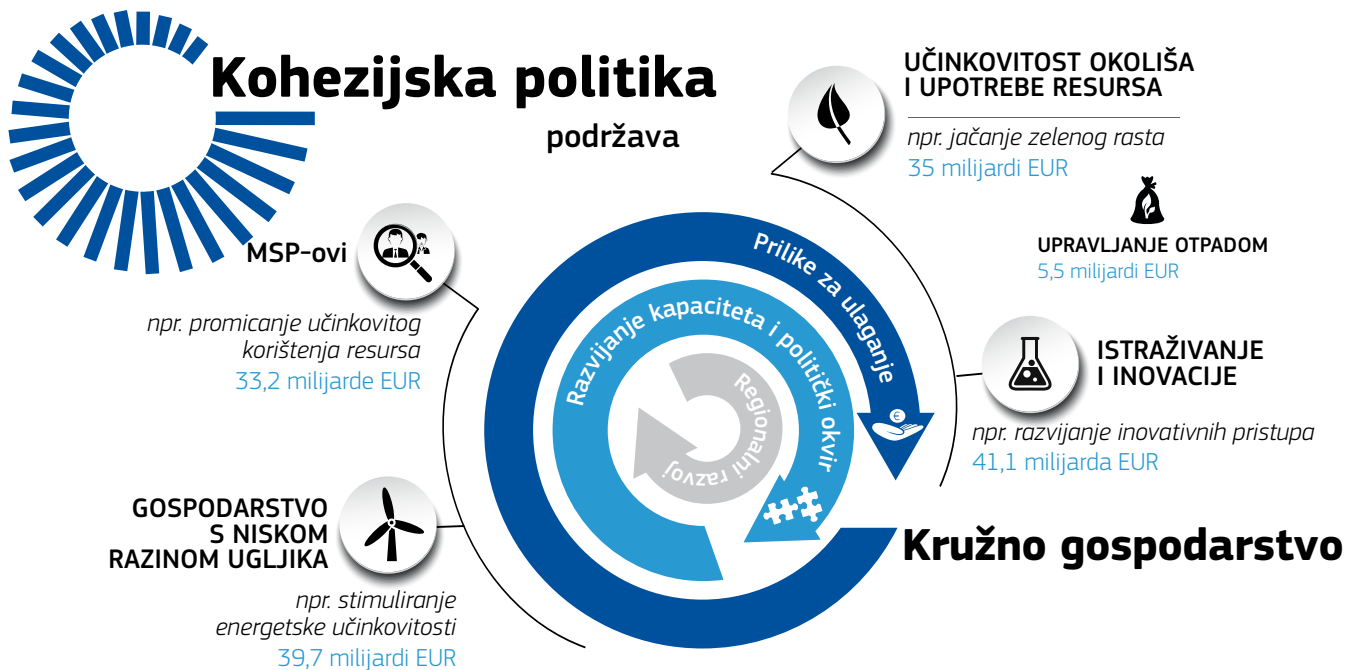 Kohezijska politika
podržava
UČINKOVITOST OKOLIŠA
I UPOTREBE RESURSA
npr. jačanje zelenog rasta
35 milijardi EUR
UPRAVLJANJE OTPADOM
5,5 milijardi EUR
MSP-ovi
npr. promicanje učinkovitog
korištenja resursa
33,2 milijarde EUR
Prilike za ulaganje
Razvijanje kapaciteta i politički okvir
Regionalni razvoj
€
ISTRAŽIVANJE
I INOVACIJE
npr. razvijanje inovativnih pristupa
41,1 milijarda EUR
GOSPODARSTVO
S NISKOM
RAZINOM UGLJIKA
npr. stimuliranje
energetske učinkovitosti
39,7 milijardi EUR
Kružno gospodarstvo